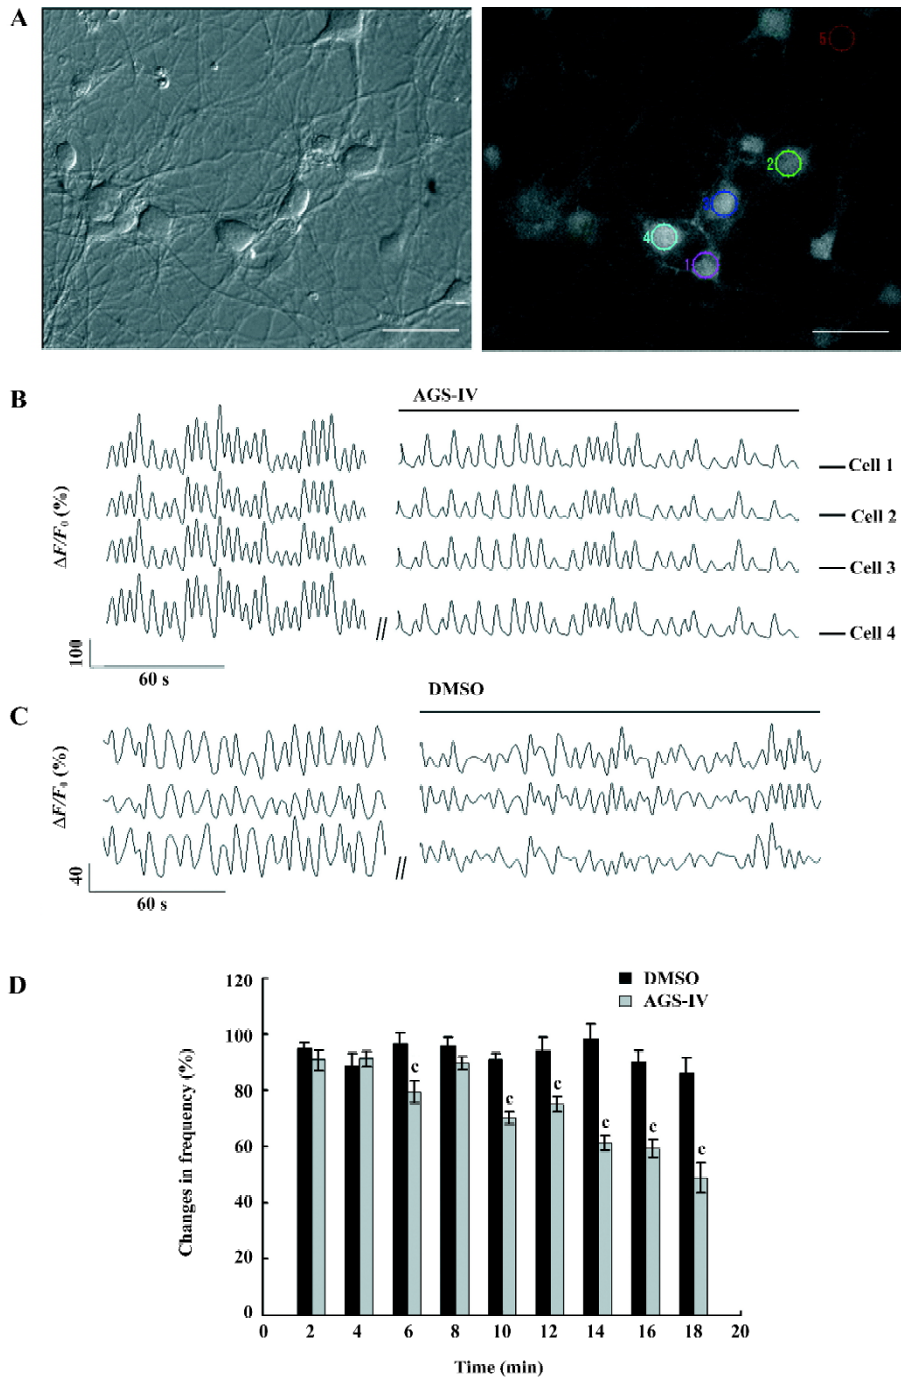 A
5
2
3
4
1
B
AGS-IV
ΔF/F0 (%)
Cell 1
Cell 2
Cell 3
Cell 4
//
100
60 s
DMSO
C
ΔF/F0 (%)
//
40
60 s
D
DMSO
AGS-IV
Changes in frequency (%)
120
100
80
60
40
20
0
c
c
c
c
c
c
0 2 4 6 8 10 12 14 16 18 20
Time (min)